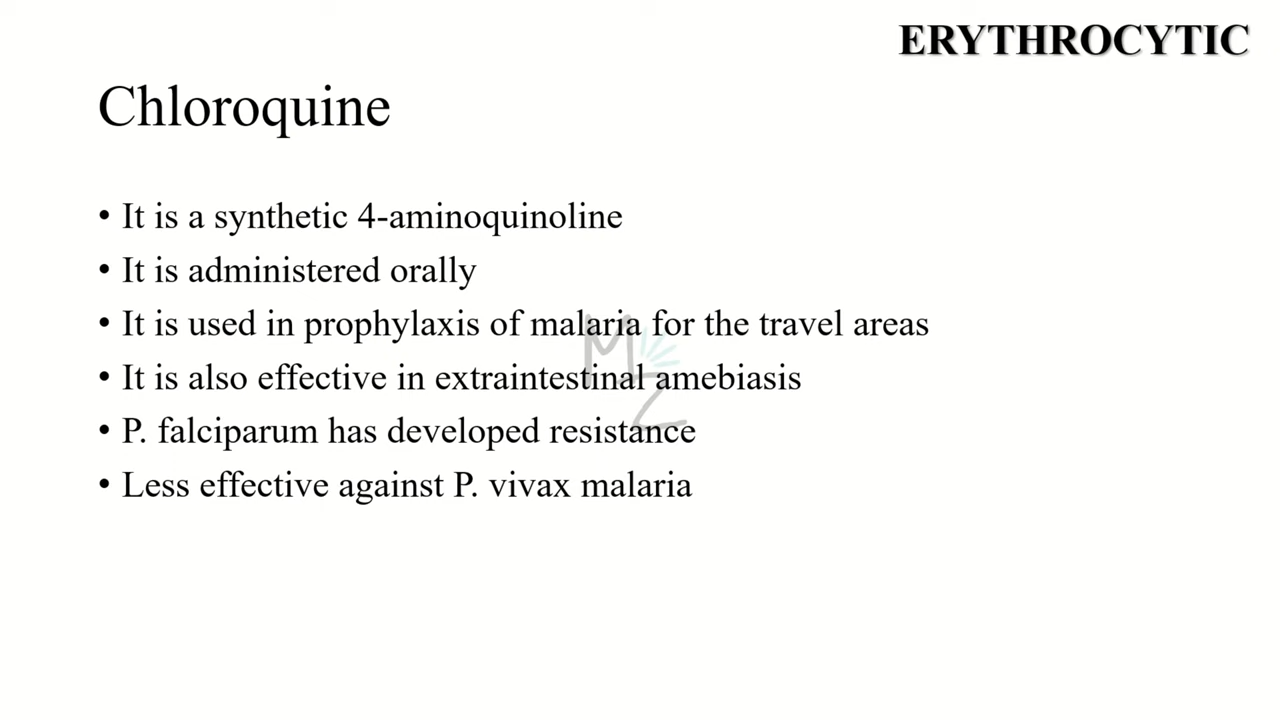 ERYTHROCYTIC
Chloroquine
• It is a synthetic 4-aminoquinoline
• It is administered orally
• It is used in prophylaxis of malaria for the travel areas
• It is also effective in extraintestinal amebiasis
• P. falciparum has developed resistance
• Less effective against P. vivax malaria